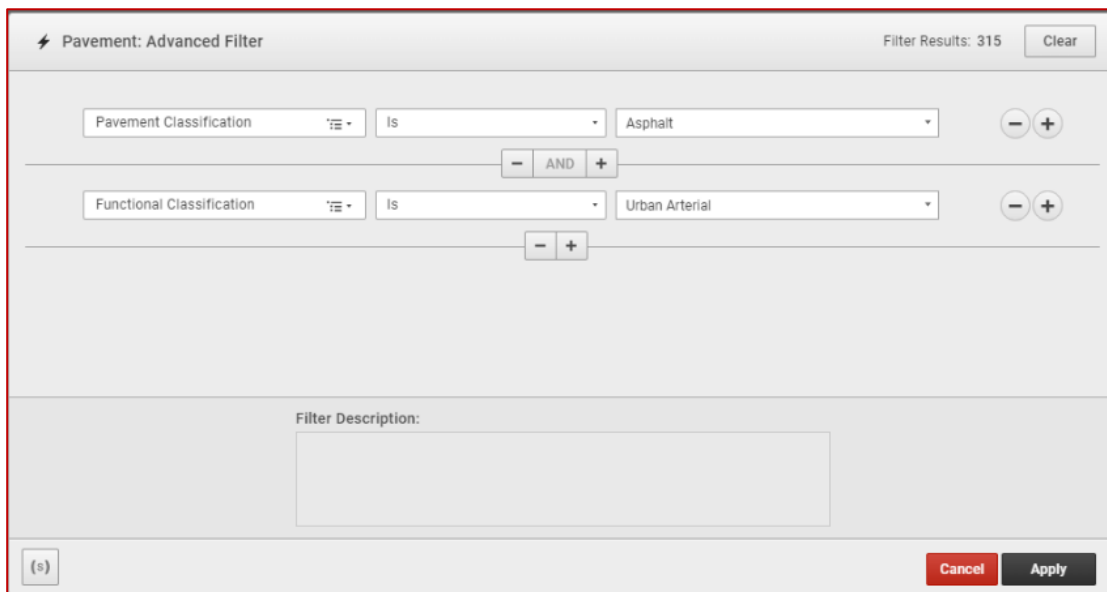 Pavement: Advanced Filter Filter Results: 315 Clear
Pavement Classification Is Asphalt
− AND +
Functional Classification Is Urban Arterial
− +
Filter Description:
(s) Cancel Apply